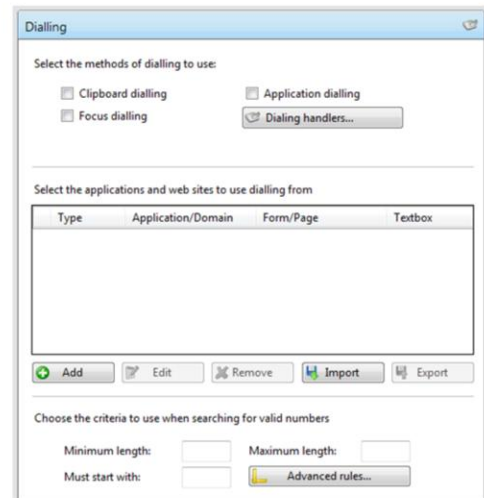 Dialling
Select the methods of dialling to use:
Clipboard dialling Application dialling
Focus dialling Dialing handlers...
Select the applications and web sites to use dialling from
Type Application/Domain Form/Page Textbox
Add Edit Remove Import Export
Choose the criteria to use when searching for valid numbers
Minimum length: Maximum length:
Must start with: Advanced rules...